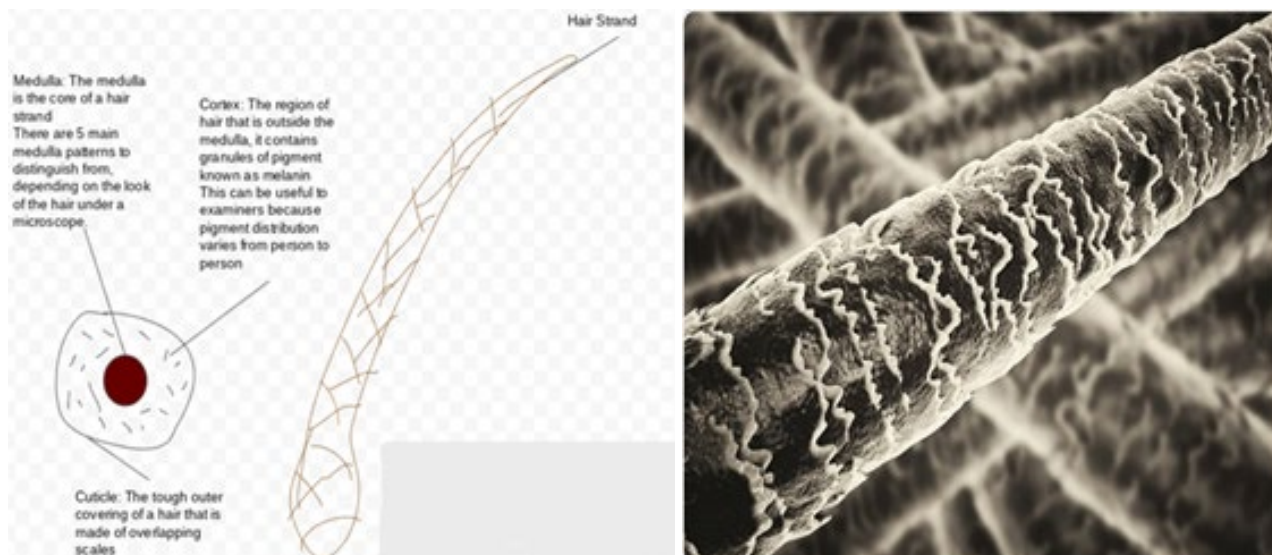 Hair Strand
Medulla: The medulla
is the core of a hair
strand
There are 5 main
medulla patterns to
distinguish from,
depending on the look
of the hair under a
microscope
Cortex: The region of
hair that is outside the
medulla, it contains
granules of pigment
known as melanin
This can be useful to
examiners because
pigment distribution
varies from person to
person
Cuticle: The tough outer
covering of a hair that is
made of overlapping
scales